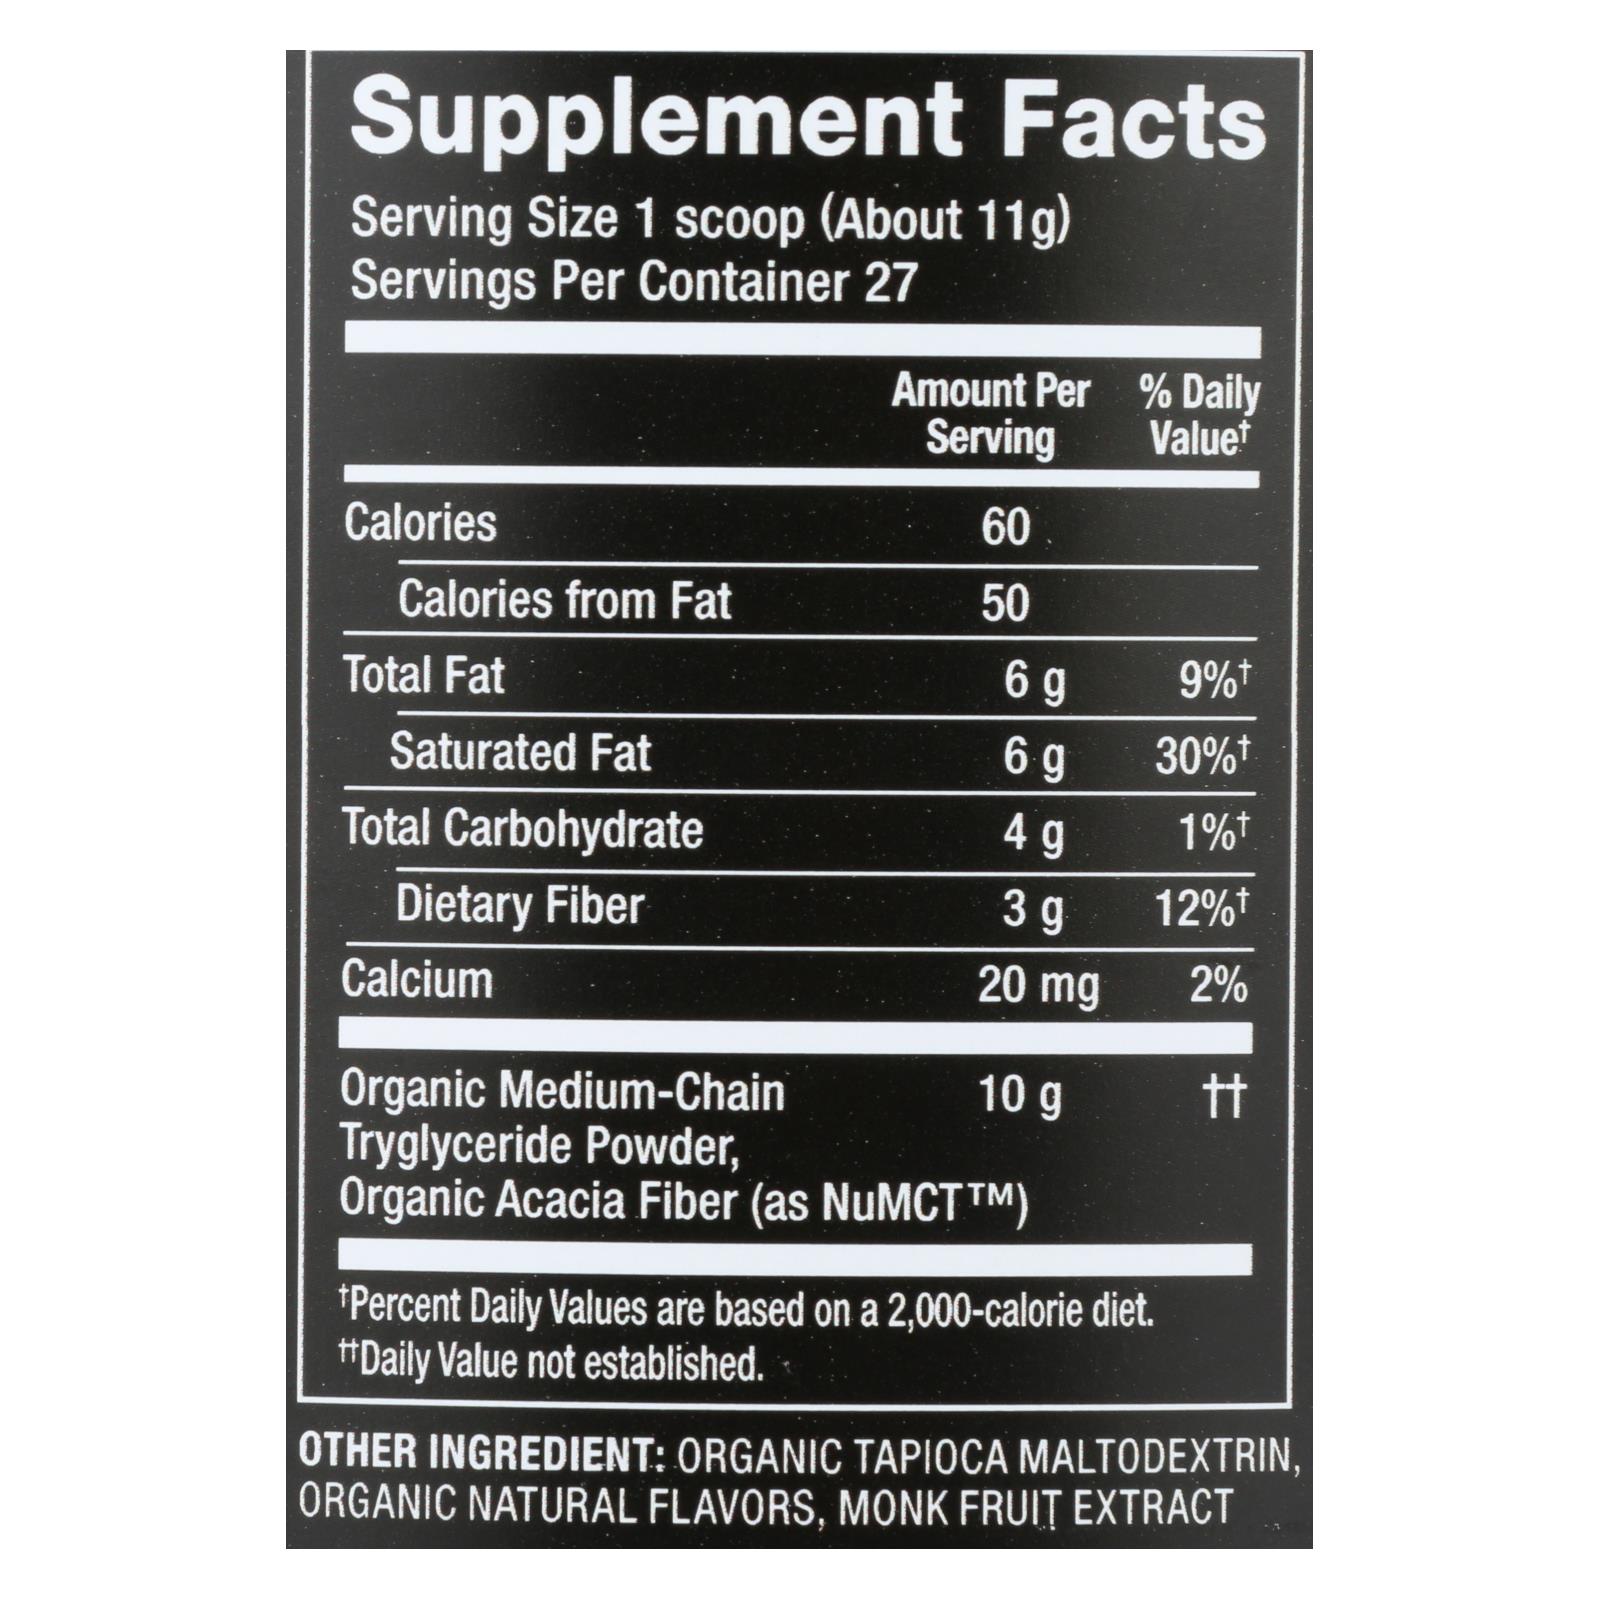 Supplement Facts
Serving Size 1 scoop (About 11g)
Servings Per Container 27
Amount Per % Daily
Serving Value†
Calories 60
Calories from Fat 50
Total Fat 6 g 9%†
Saturated Fat 6 g 30%†
Total Carbohydrate 4 g 1%†
Dietary Fiber 3 g 12%†
Calcium 20 mg 2%
Organic Medium-Chain 10 g ††
Tryglyceride Powder,
Organic Acacia Fiber (as NuMCT™)
†Percent Daily Values are based on a 2,000-calorie diet.
††Daily Value not established.
OTHER INGREDIENT: ORGANIC TAPIOCA MALTODEXTRIN,
ORGANIC NATURAL FLAVORS, MONK FRUIT EXTRACT